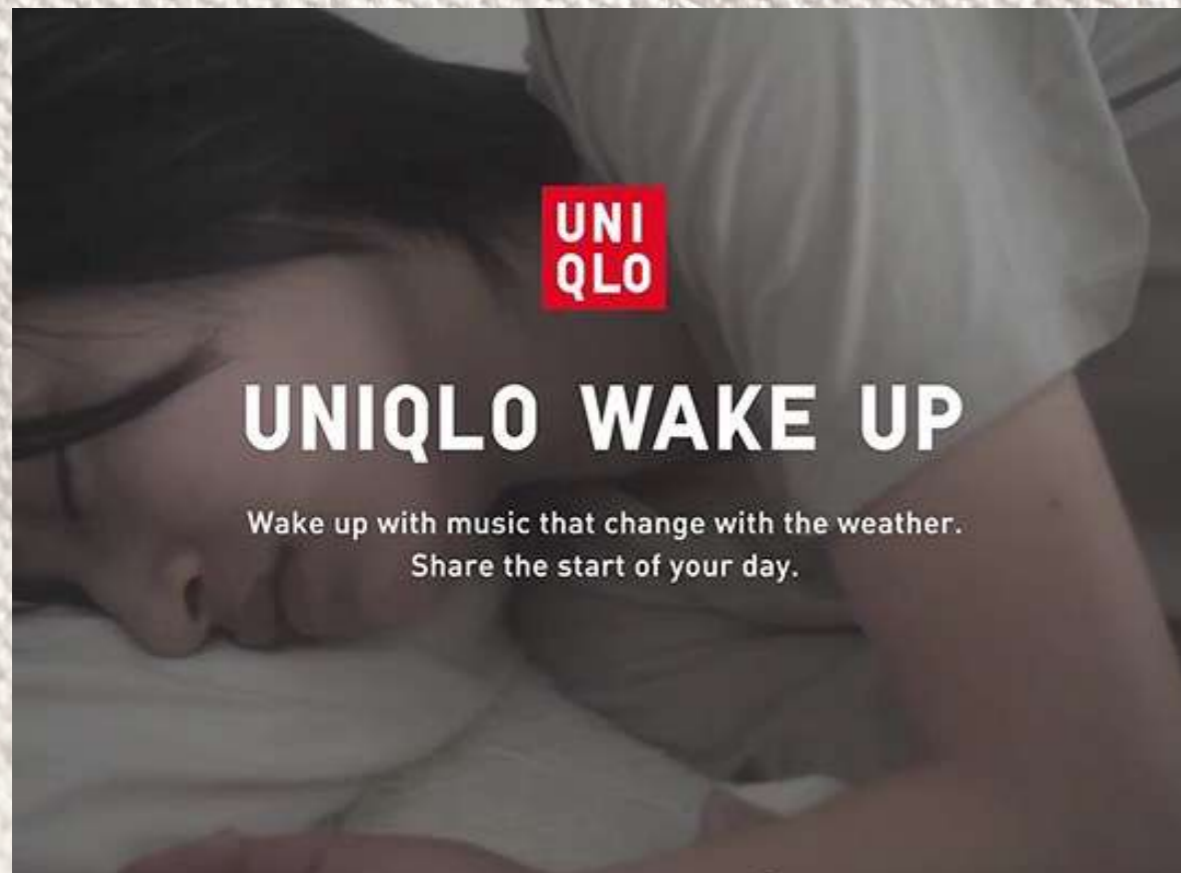 UNI
QLO
UNIQLO WAKE UP
Wake up with music that change with the weather.
Share the start of your day.